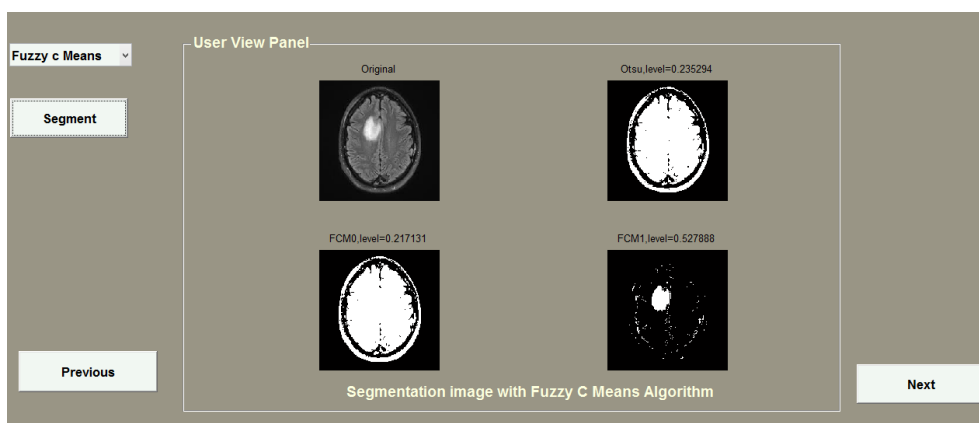 User View Panel
Fuzzy c Means
Segment
Original
Otsu,level=0.235294
FCM0,level=0.217131
FCM1,level=0.527888
Previous
Segmentation image with Fuzzy C Means Algorithm
Next